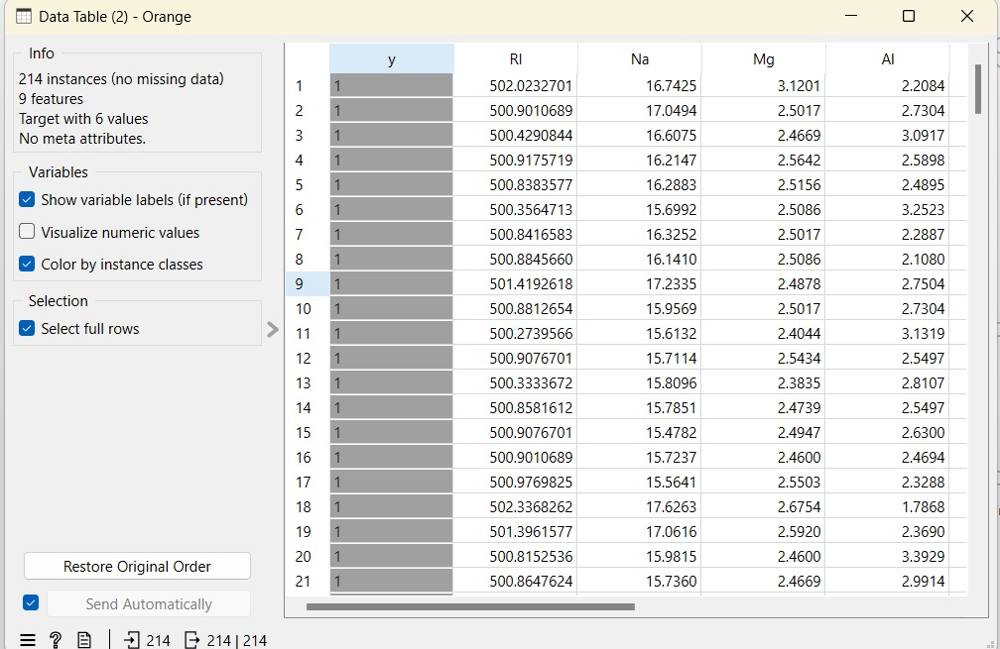 Data Table (2) - Orange
Info
214 instances (no missing data)
9 features
Target with 6 values
No meta attributes.
Variables
Show variable labels (if present)
Visualize numeric values
Color by instance classes
Selection
Select full rows
Restore Original Order
Send Automatically
214 214 | 214
y RI Na Mg Al
1 1 502.0232701 16.7425 3.1201 2.2084
2 1 500.9010689 17.0494 2.5017 2.7304
3 1 500.4290844 16.6075 2.4669 3.0917
4 1 500.9175719 16.2147 2.5642 2.5898
5 1 500.8383577 16.2883 2.5156 2.4895
6 1 500.3564713 15.6992 2.5086 3.2523
7 1 500.8416583 16.3252 2.5017 2.2887
8 1 500.8845660 16.1410 2.5086 2.1080
9 1 501.4192618 17.2335 2.4878 2.7504
10 1 500.8812654 15.9569 2.5017 2.7304
11 1 500.2739566 15.6132 2.4044 3.1319
12 1 500.9076701 15.7114 2.5434 2.5497
13 1 500.3333672 15.8096 2.3835 2.8107
14 1 500.8581612 15.7851 2.4739 2.5497
15 1 500.9076701 15.4782 2.4947 2.6300
16 1 500.9010689 15.7237 2.4600 2.4694
17 1 500.9769825 15.5641 2.5503 2.3288
18 1 502.3368262 17.6263 2.6754 1.7868
19 1 501.3961577 17.0616 2.5920 2.3690
20 1 500.8152536 15.9815 2.4600 3.3929
21 1 500.8647624 15.7360 2.4669 2.9914